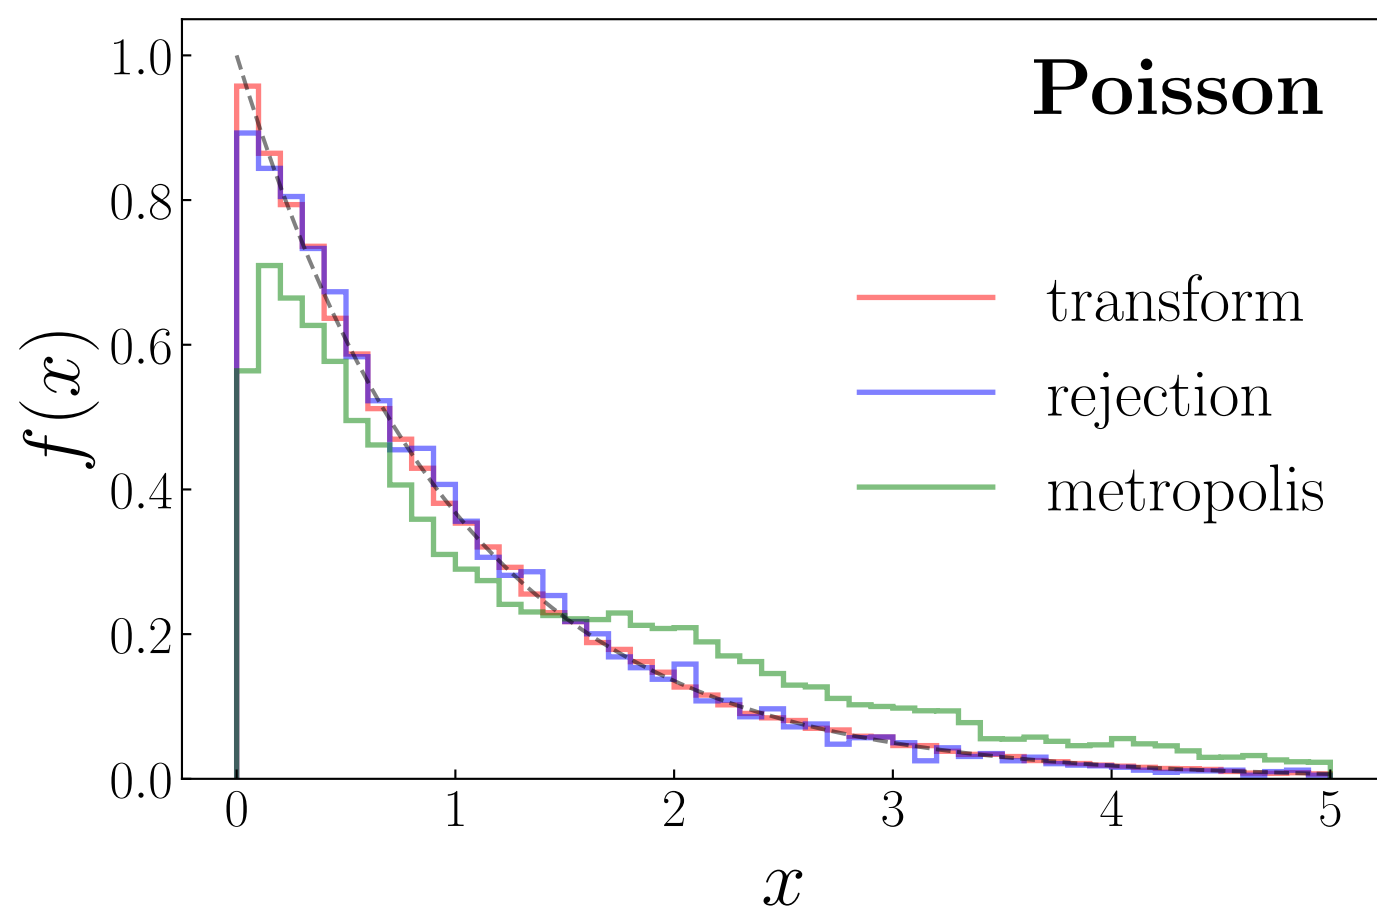 Poisson
transform
rejection
metropolis
f(x)
1.0
0.8
0.6
0.4
0.2
0.0
0 1 2 3 4 5
x